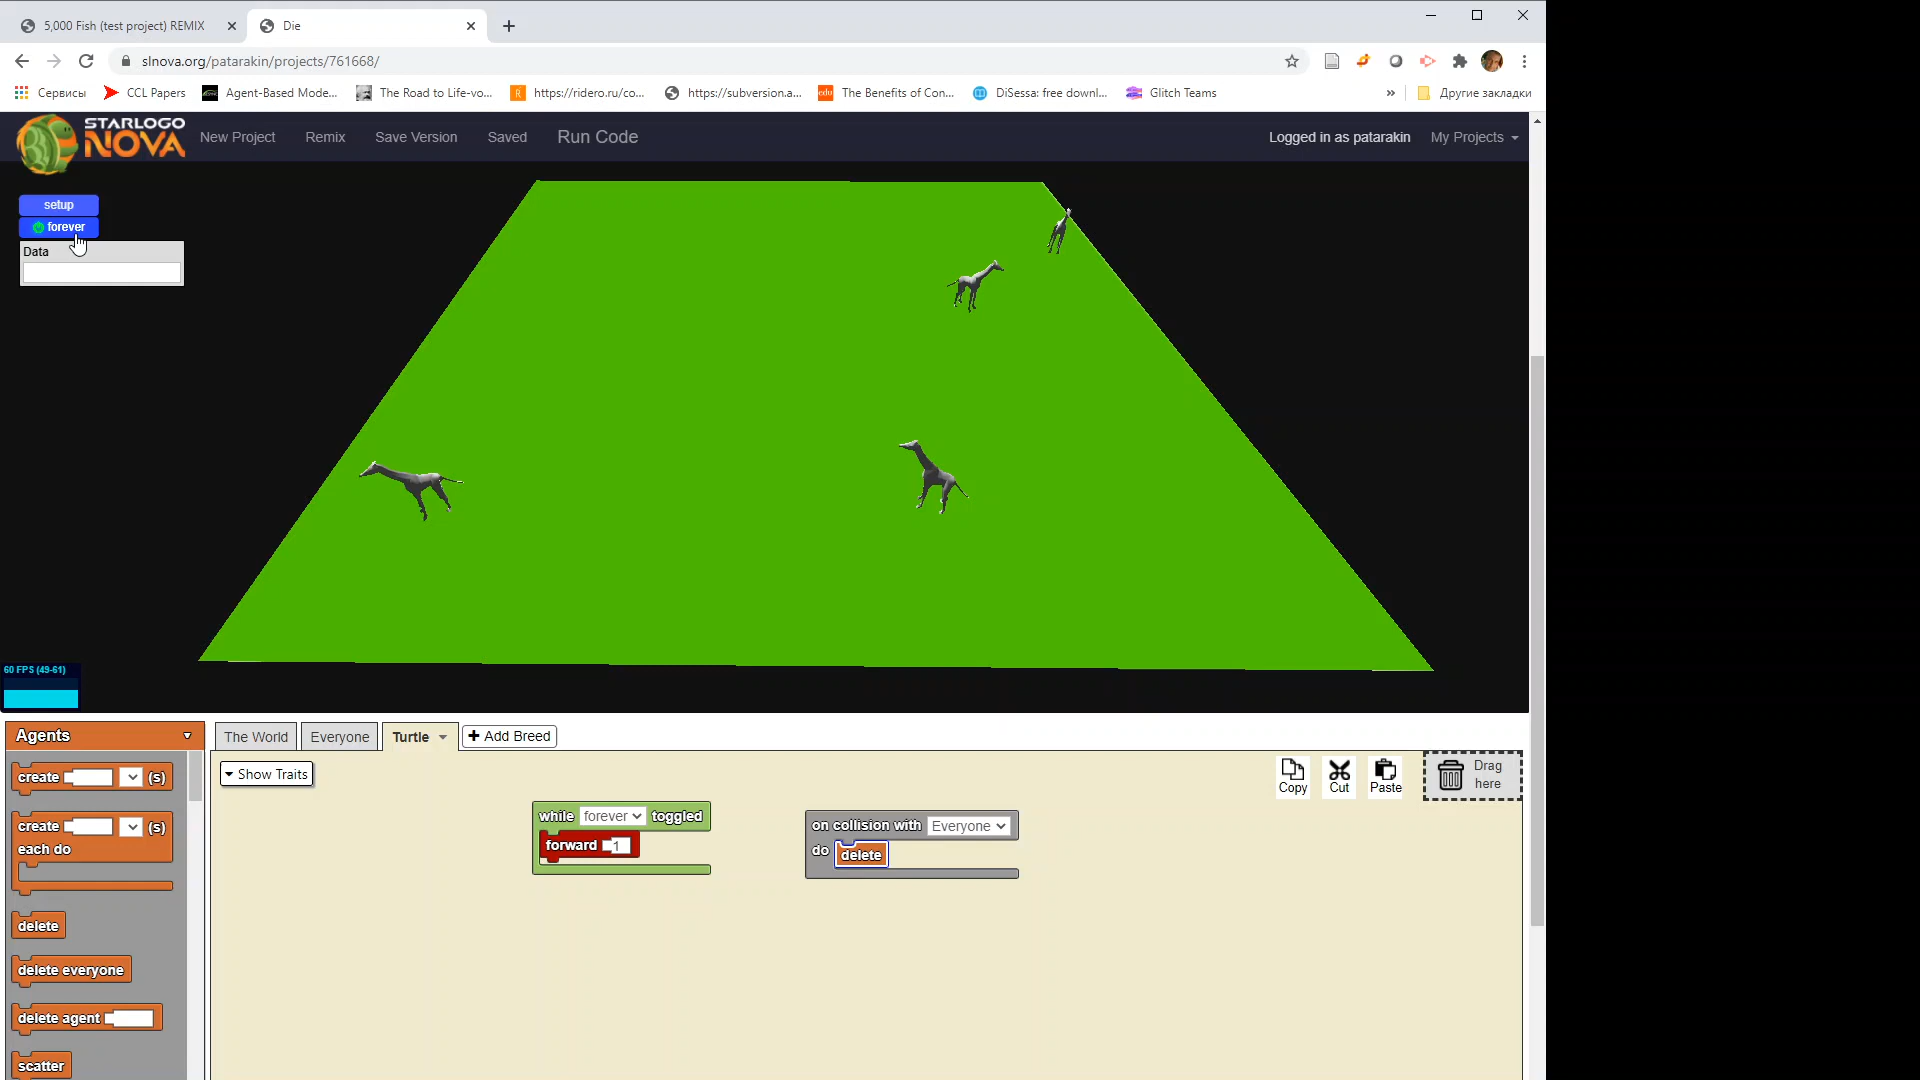 5,000 Fish (test project) REMIX
Die
slnova.org/patarakin/projects/761668/
Сервисы CCL Papers Agent-Based Mode... The Road to Life-vo... https://ridero.ru/co... https://subversion.a... edu The Benefits of Con... DiSessa: free downl... Glitch Teams » Другие закладки
STARLOGO
NOVA
New Project Remix Save Version Saved Run Code Logged in as patarakin My Projects
setup
forever
Data
60 FPS (49-61)
Agents
The World Everyone Turtle + Add Breed
Show Traits
Copy Cut Paste
Drag
here
create (s)
create (s)
each do
delete
delete everyone
delete agent
scatter
while forever toggled
forward 1
on collision with Everyone
do delete